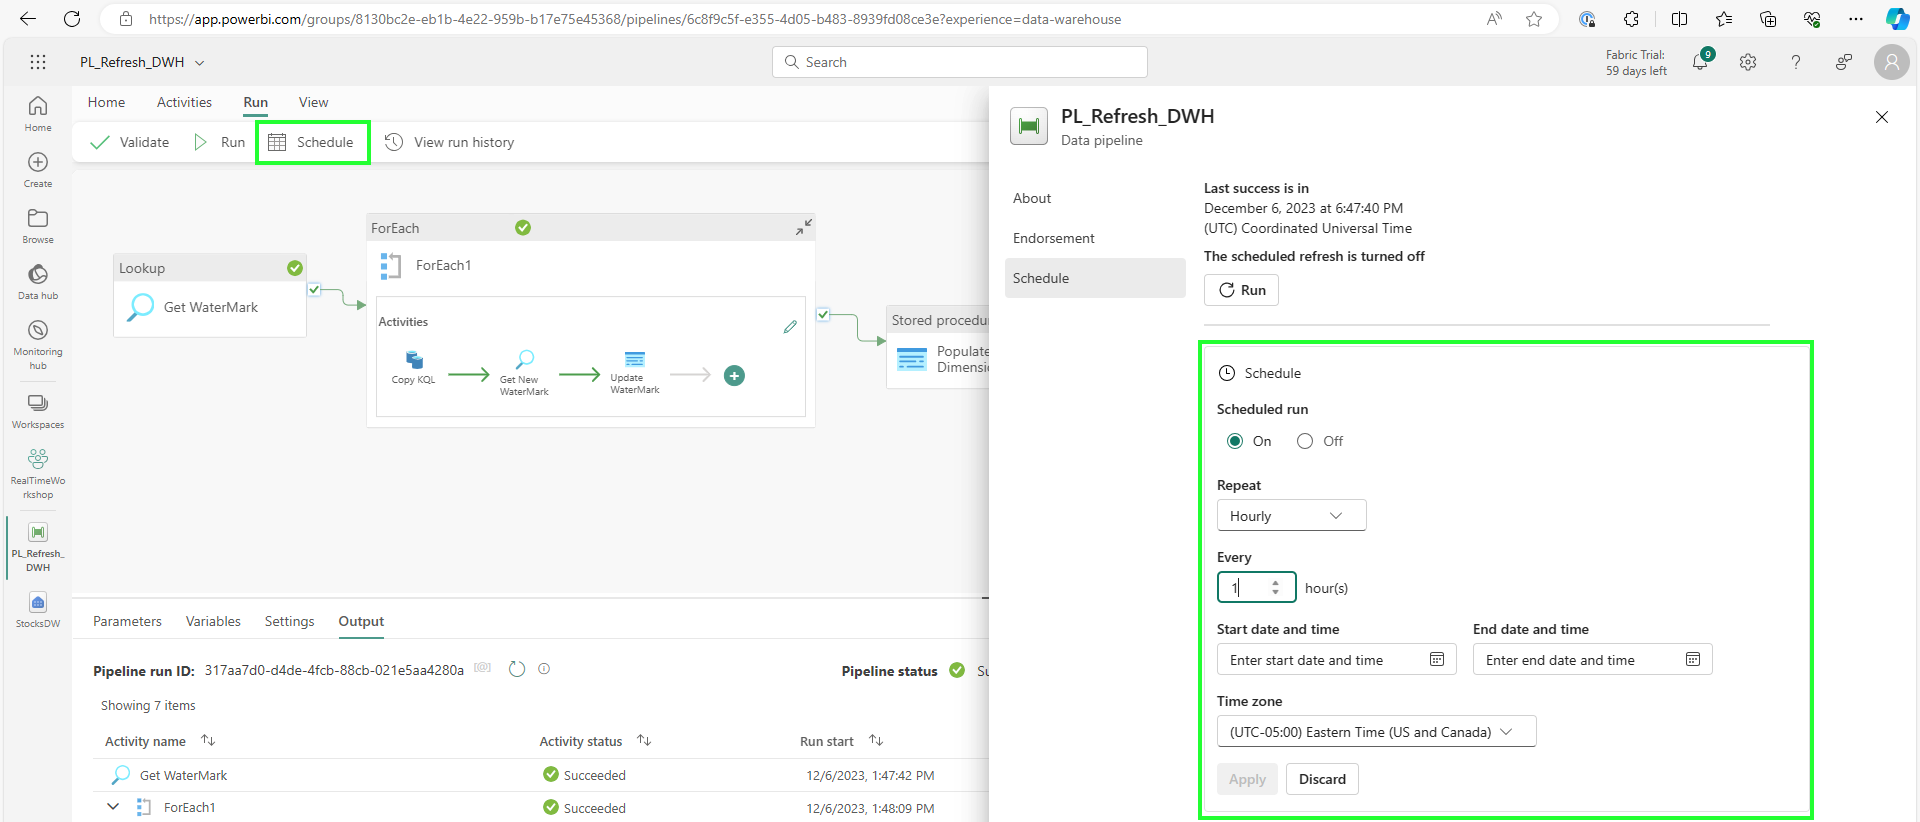 https://app.powerbi.com/groups/8130bc2e-eb1b-4e22-959b-b17e75e45368/pipelines/6c8f9c5f-e355-4d05-b483-8939fd08ce3e?experience=data-warehouse
PL_Refresh_DWH
Search
Fabric Trial:
59 days left
9
Home
Create
Browse
Data hub
Monitoring
hub
Workspaces
RealTimeWo
rkshop
PL_Refresh_
DWH
StocksDW
Home Activities Run View
Validate Run Schedule View run history
Lookup
Get WaterMark
ForEach
ForEach1
Activities
Copy KQL
Get New
WaterMark
Update
WaterMark
Stored procedu
Populate
Dimensi
Parameters Variables Settings Output
Pipeline run ID: 317aa7d0-d4de-4fcb-88cb-021e5aa4280a
Pipeline status Su
Showing 7 items
Activity name Activity status Run start
Get WaterMark Succeeded 12/6/2023, 1:47:42 PM
ForEach1 Succeeded 12/6/2023, 1:48:09 PM
PL_Refresh_DWH
Data pipeline
About
Endorsement
Schedule
Last success is in
December 6, 2023 at 6:47:40 PM
(UTC) Coordinated Universal Time
The scheduled refresh is turned off
Run
Schedule
Scheduled run
On Off
Repeat
Hourly
Every
1 hour(s)
Start date and time End date and time
Enter start date and time Enter end date and time
Time zone
(UTC-05:00) Eastern Time (US and Canada)
Apply Discard